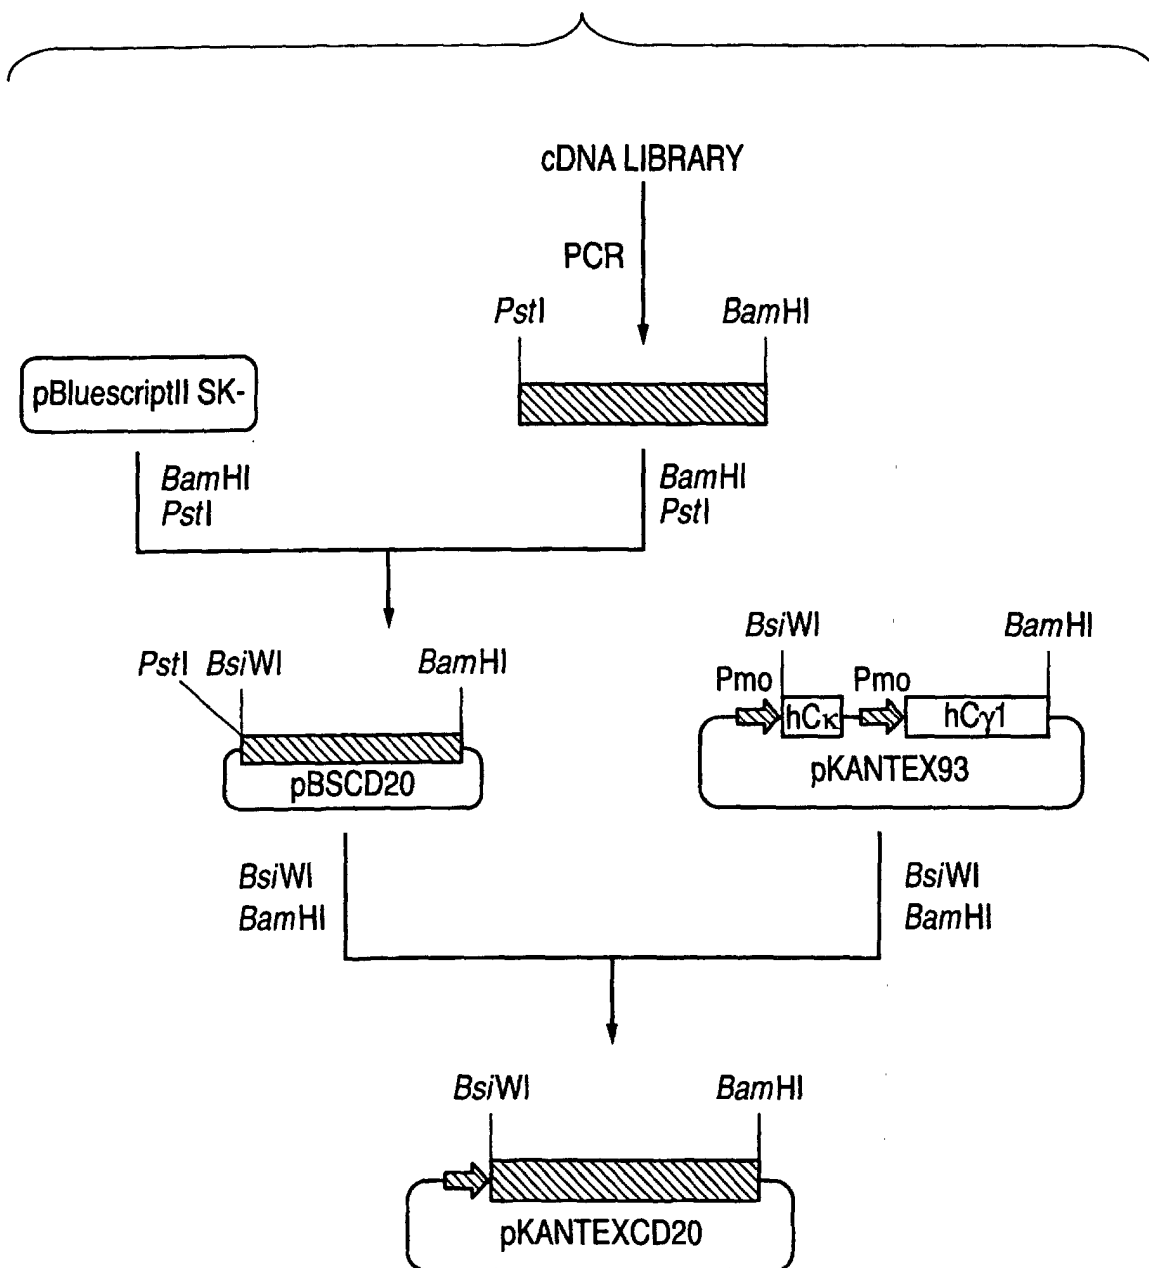 cDNA LIBRARY
PCR
PstI BamHI
pBluescriptII SK-
BamHI
PstI
BamHI
PstI
PstI BsiWI BamHI
pBSCD20
BsiWI BamHI
Pmo Pmo
hCκ hCγ1
pKANTEX93
BsiWI
BamHI
BsiWI
BamHI
BsiWI BamHI
pKANTEXCD20